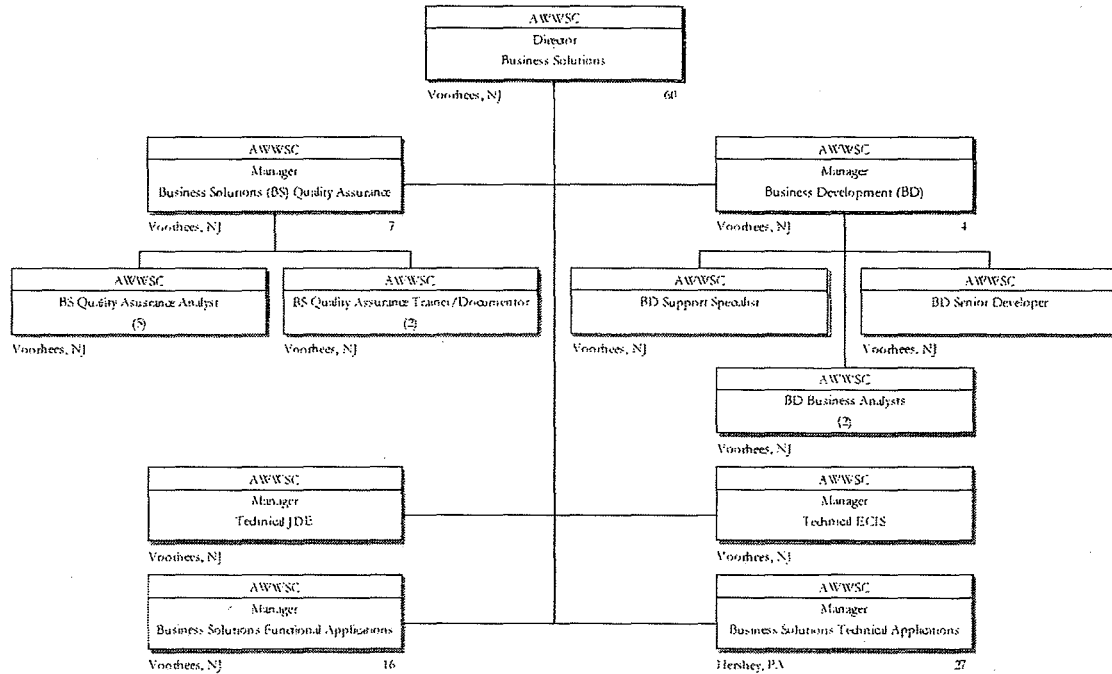 AWWSC
Director
Business Solutions
Voorhees, NJ 60
AWWSC
Manager
Business Solutions (BS) Quality Assurance
Voorhees, NJ 7
AWWSC
Manager
Business Development (BD)
Voorhees, NJ 4
AWWSC
BS Quality Assurance Analyst
(5)
Voorhees, NJ
AWWSC
BS Quality Assurance Trainer/Documentor
(2)
Voorhees, NJ
AWWSC
BD Support Specialist
Voorhees, NJ
AWWSC
BD Senior Developer
Voorhees, NJ
AWWSC
BD Business Analysts
(2)
Voorhees, NJ
AWWSC
Manager
Technical JDE
Voorhees, NJ
AWWSC
Manager
Technical ECIS
Voorhees, NJ
AWWSC
Manager
Business Solutions Functional Applications
Voorhees, NJ 16
AWWSC
Manager
Business Solutions Technical Applications
Hershey, PA 27